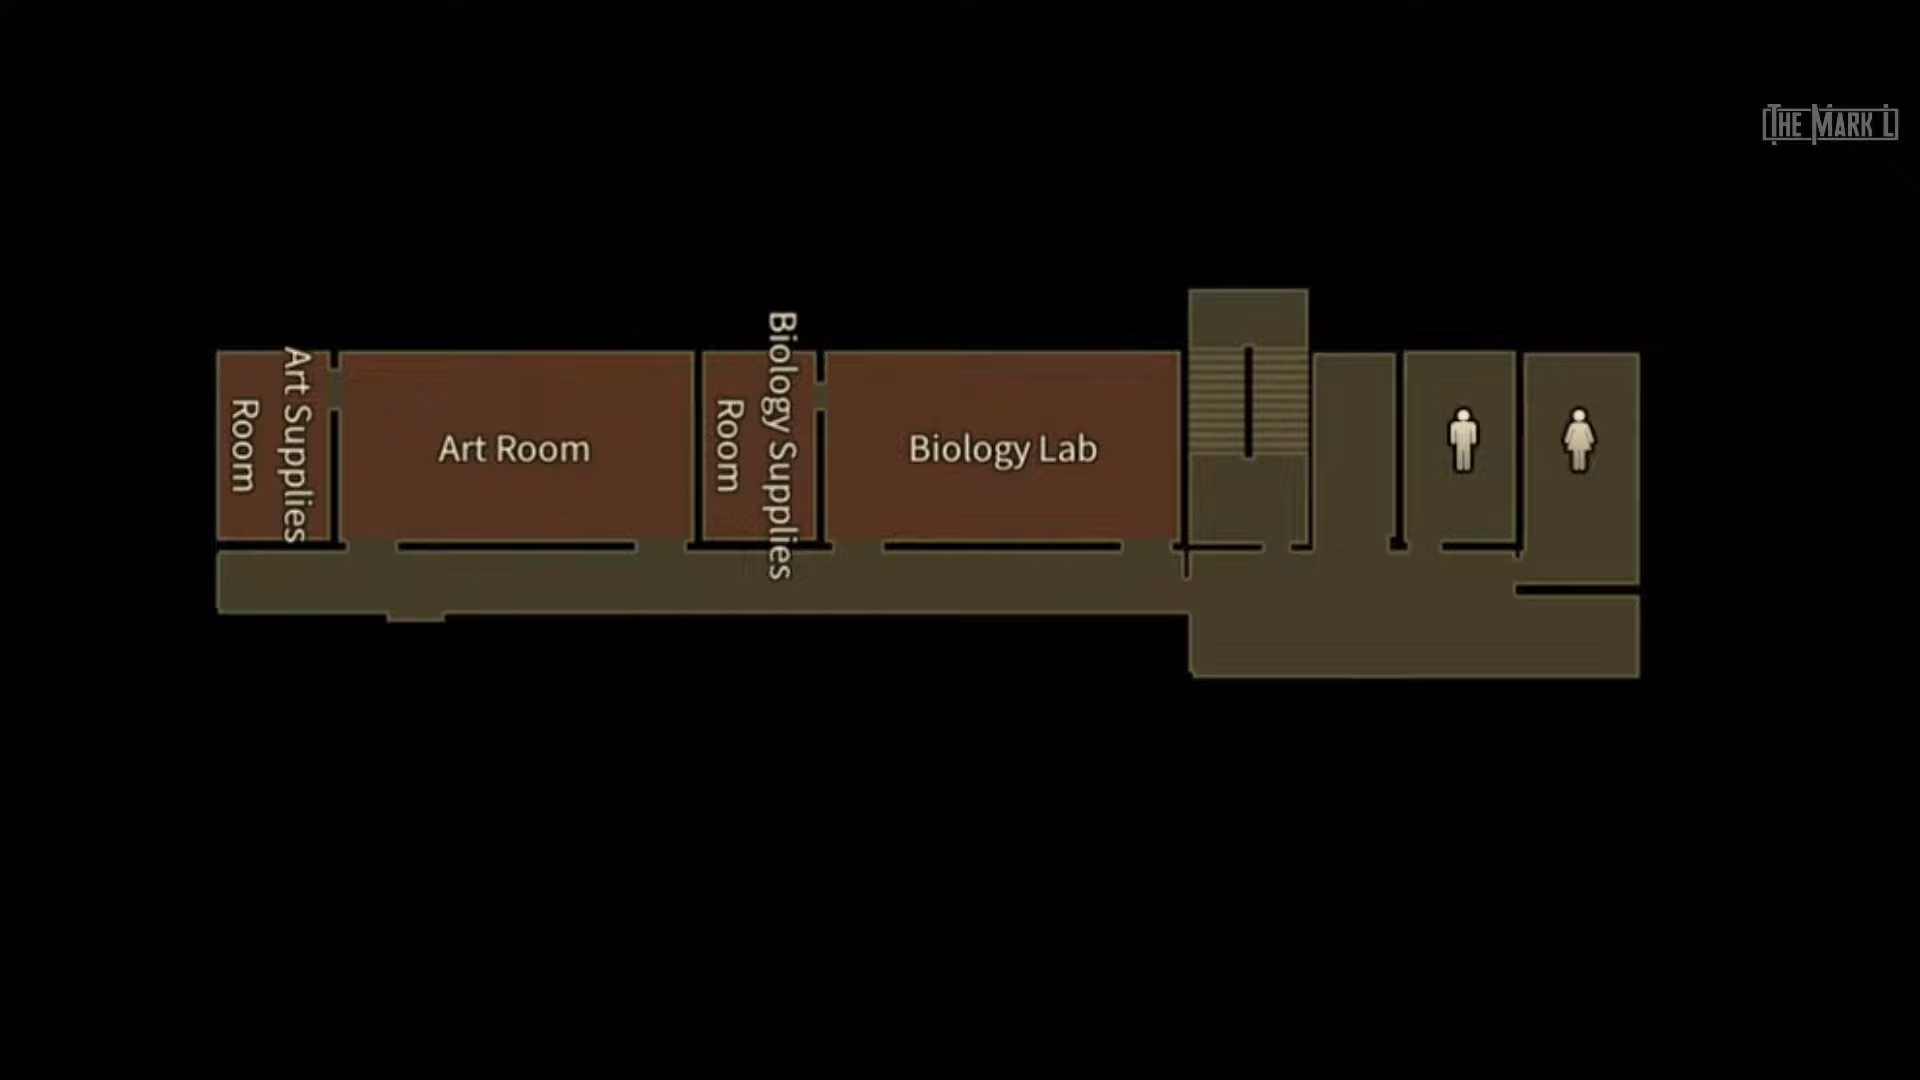 THE MARK L
Art Supplies
Room
Art Room
Biology Supplies
Room
Biology Lab